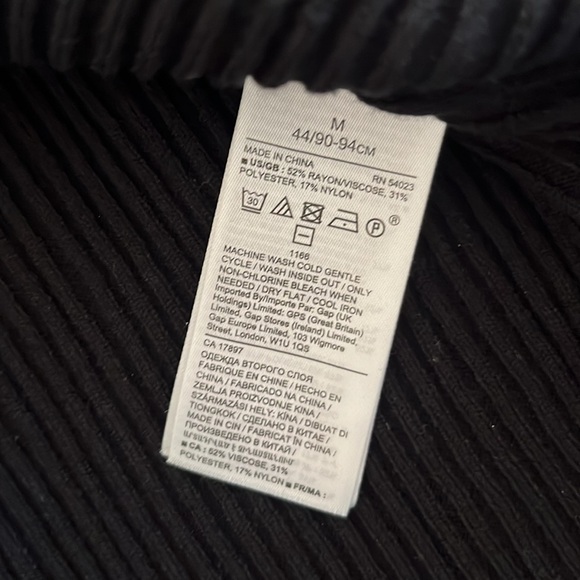 M
44/90-94CM
MADE IN CHINA RN 54023
■ US/GB : 52% RAYON/VISCOSE, 31%
POLYESTER, 17% NYLON
30 P ®
1166
MACHINE WASH COLD GENTLE
CYCLE / WASH INSIDE OUT / ONLY
NON-CHLORINE BLEACH WHEN
NEEDED / DRY FLAT / COOL IRON
Imported By/Importe Par: Gap (UK
Holdings) Limited: GPS (Great Britain)
Limited, Gap Stores (Ireland) Limited.
Gap Europe Limited, 103 Wigmore
Street, London, W1U 1QS
CA 17897
ОДЕЖДА ВТОРОГО СЛОЯ
FABRIQUE EN CHINE / HECHO EN
CHINA / FABRICADO NA CHINA /
ZEMLJA PROIZVODNJE KINA /
SZÁRMAZÁSI HELY: KÍNA / DIBUAT DI
TIONGKOK / СДЕЛАНО В КИТАЕ /
MADE IN CIN / FABRICAT ÎN CHINA /
ПРОИЗВЕДЕНО В КИТАЙ /
■ CA : 52% VISCOSE, 31%
POLYESTER, 17% NYLON ■ FR/MA :